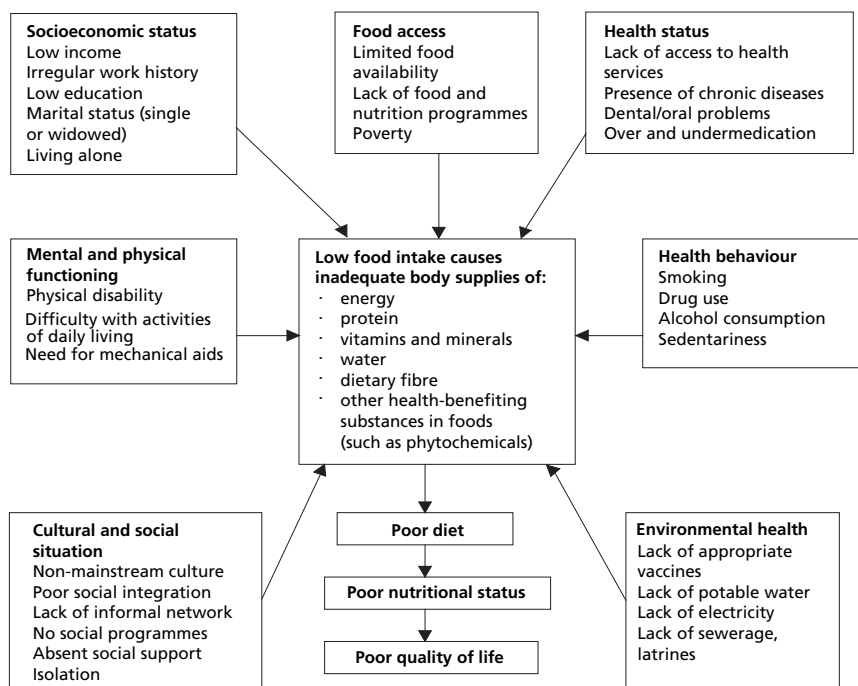 Socioeconomic status
Low income
Irregular work history
Low education
Marital status (single
or widowed)
Living alone
Food access
Limited food
availability
Lack of food and
nutrition programmes
Poverty
Health status
Lack of access to health
services
Presence of chronic diseases
Dental/oral problems
Over and undermedication
Mental and physical
functioning
Physical disability
Difficulty with activities
of daily living
Need for mechanical aids
Low food intake causes
inadequate body supplies of:
· energy
· protein
· vitamins and minerals
· water
· dietary fibre
· other health-benefiting
substances in foods
(such as phytochemicals)
Health behaviour
Smoking
Drug use
Alcohol consumption
Sedentariness
Cultural and social
situation
Non-mainstream culture
Poor social integration
Lack of informal network
No social programmes
Absent social support
Isolation
Poor diet
Poor nutritional status
Poor quality of life
Environmental health
Lack of appropriate
vaccines
Lack of potable water
Lack of electricity
Lack of sewerage,
latrines